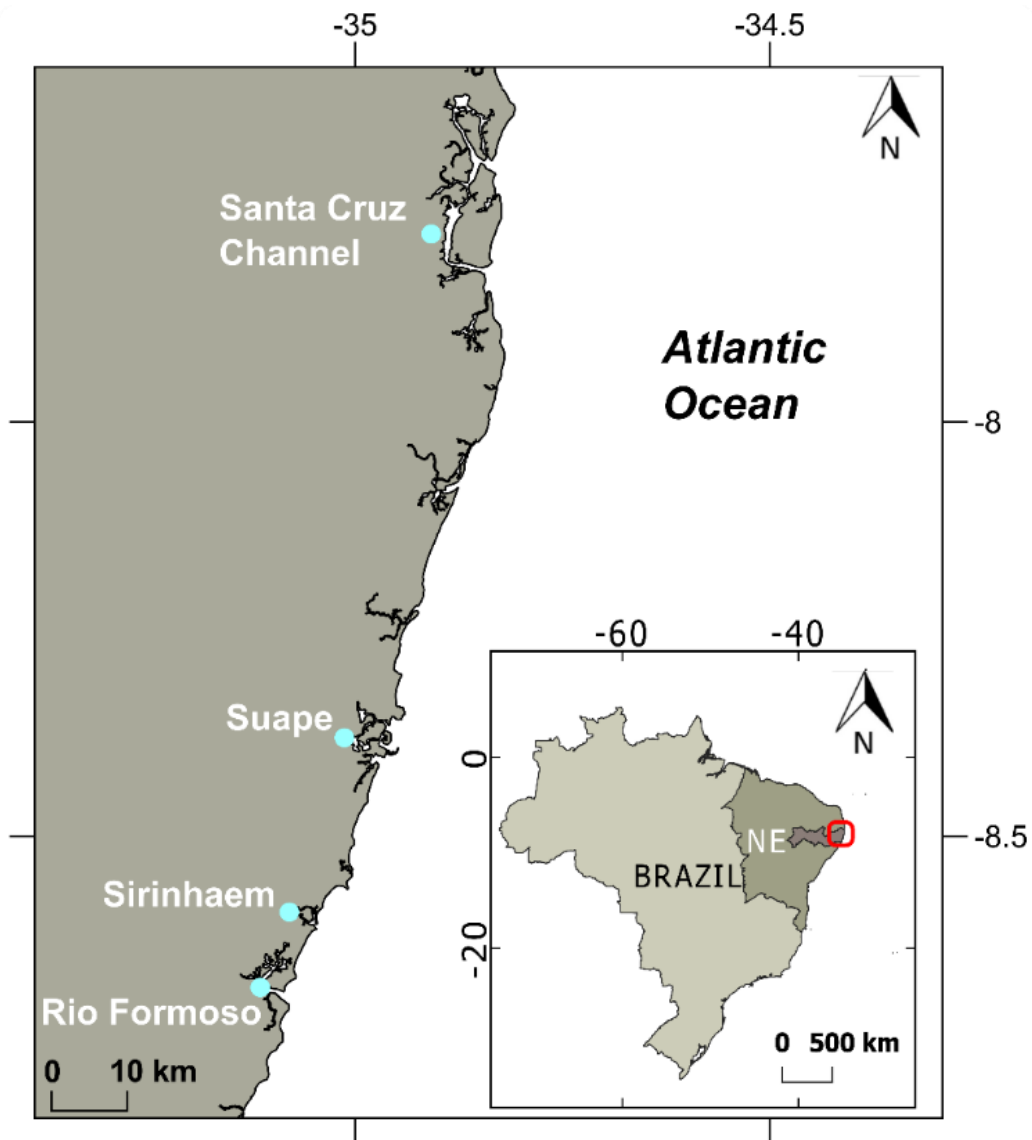 -35
-34.5
N
Santa Cruz
Channel
Atlantic
Ocean
-8
-60
-40
Suape
N
0
NE
BRAZIL
-8.5
Sirinhaem
-20
Rio Formoso
0 10 km
0 500 km